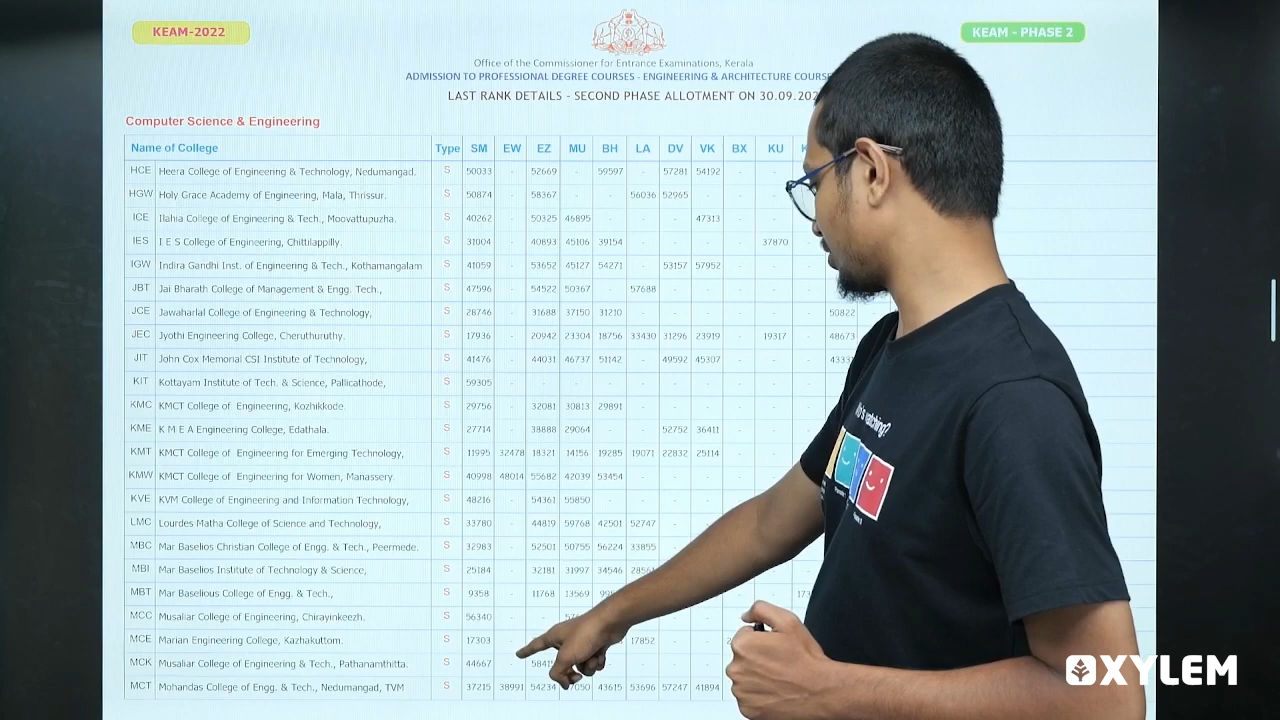 KEAM-2022
KEAM - PHASE 2
Office of the Commissioner for Entrance Examinations, Kerala
ADMISSION TO PROFESSIONAL DEGREE COURSES - ENGINEERING & ARCHITECTURE COURSE
LAST RANK DETAILS - SECOND PHASE ALLOTMENT ON 30.09.202
Computer Science & Engineering
Name of College Type SM EW EZ MU BH LA DV VK BX KU K
HCE Heera College of Engineering & Technology, Nedumangad. S 50033 - 52669 - 59597 - 57281 54192 - - -
HGW Holy Grace Academy of Engineering, Mala, Thrissur. S 50874 - 58367 - - 56036 52965 - - - -
ICE Ilahia College of Engineering & Tech., Moovattupuzha. S 40262 - 50325 46895 - - - 47313 - - -
IES I E S College of Engineering, Chittilappilly. S 31004 - 40893 45106 39154 - - - - 37870 -
IGW Indira Gandhi Inst. of Engineering & Tech., Kothamangalam S 41059 - 53652 45127 54271 - 53157 57952 - - -
JBT Jai Bharath College of Management & Engg. Tech., S 47596 - 54522 50367 - 57688 - - - - -
JCE Jawaharlal College of Engineering & Technology, S 28746 - 31688 37150 31210 - - - - - - 50822
JEC Jyothi Engineering College, Cheruthuruthy. S 17936 - 20942 23304 18756 33430 31296 23919 - 19317 - 48673
JIT John Cox Memorial CSI Institute of Technology, S 41476 - 44031 46737 51142 - 49592 45307 - - - 4333
KIT Kottayam Institute of Tech. & Science, Pallicathode, S 59305 - - - - - - - - - -
KMC KMCT College of Engineering, Kozhikkode. S 29756 - 32081 30813 29891 - - - - - -
KME K M E A Engineering College, Edathala. S 27714 - 38888 29064 - - 52752 36411 - - -
KMT KMCT College of Engineering for Emerging Technology, S 11995 32478 18321 14156 19285 19071 22832 25114 - - -
KMW KMCT College of Engineering for Women, Manassery. S 40998 48014 55682 42039 53454 - - - - -
KVE KVM College of Engineering and Information Technology, S 48216 - 54361 55850 - - - - -
LMC Lourdes Matha College of Science and Technology, S 33780 - 44819 59768 42501 52747 -
MBC Mar Baselios Christian College of Engg. & Tech., Peermede. S 32983 - 52501 50755 56224 33855
MBI Mar Baselios Institute of Technology & Science, S 25184 - 32181 31997 34546
MBT Mar Baselious College of Engg. & Tech., S 9358 - 11768 13569
MCC Musaliar College of Engineering, Chirayinkeezh. S 56340 - -
MCE Marian Engineering College, Kazhakuttom. S 17303 - 17852 - -
MCK Musaliar College of Engineering & Tech., Pathanamthitta. S 44667 -
MCT Mohandas College of Engg. & Tech., Nedumangad, TVM S 37215 38991 54234 43615 53696 57247 41894
watching?
OXYLEM